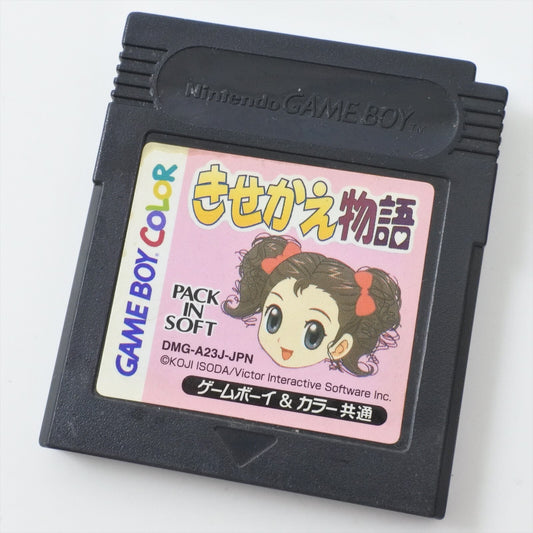 Nintendo GAME BOY™
GAME BOY COLOR
きせかえ物語
PACK
IN
SOFT
DMG-A23J-JPN
©KOJI ISODA/Victor Interactive Software Inc.
ゲームボーイ & カラー共通